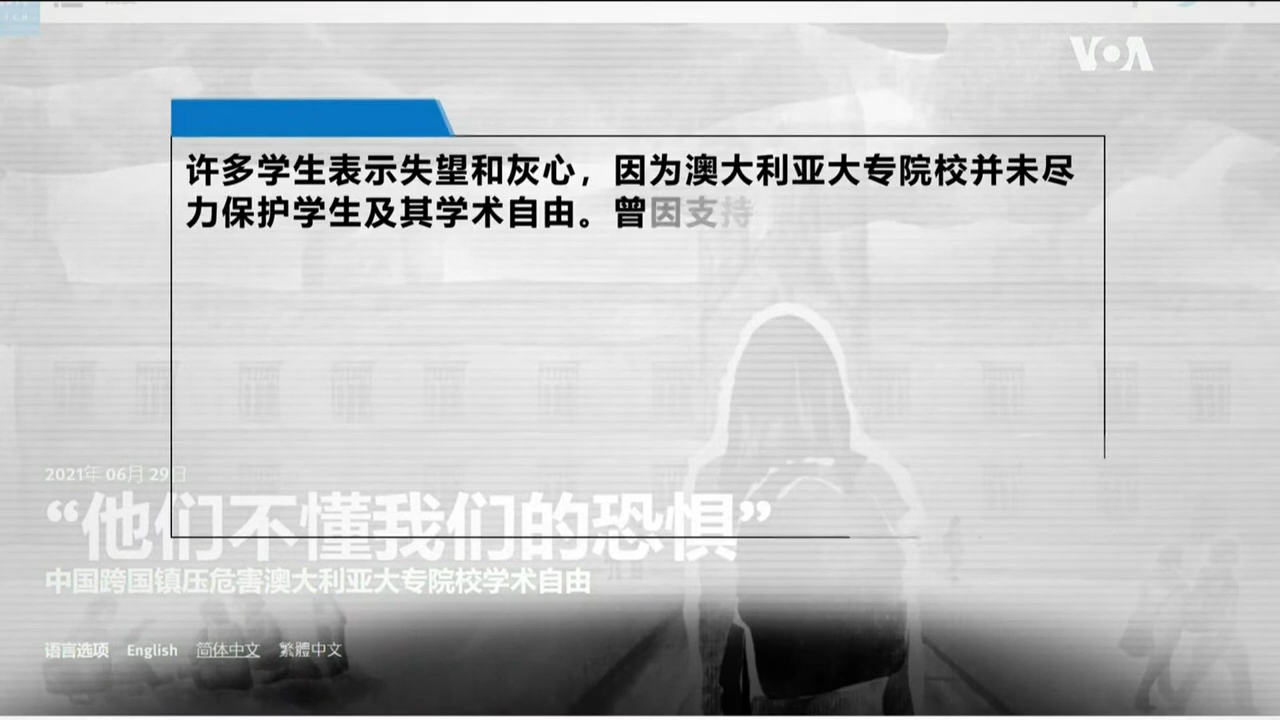 VOA
许多学生表示失望和灰心，因为澳大利亚大专院校并未尽
力保护学生及其学术自由。曾因支持
2021年 06月 29日
“他们不懂我们的恐惧”
中国跨国镇压危害澳大利亚大专院校学术自由
语言选项 English 简体中文 繁體中文